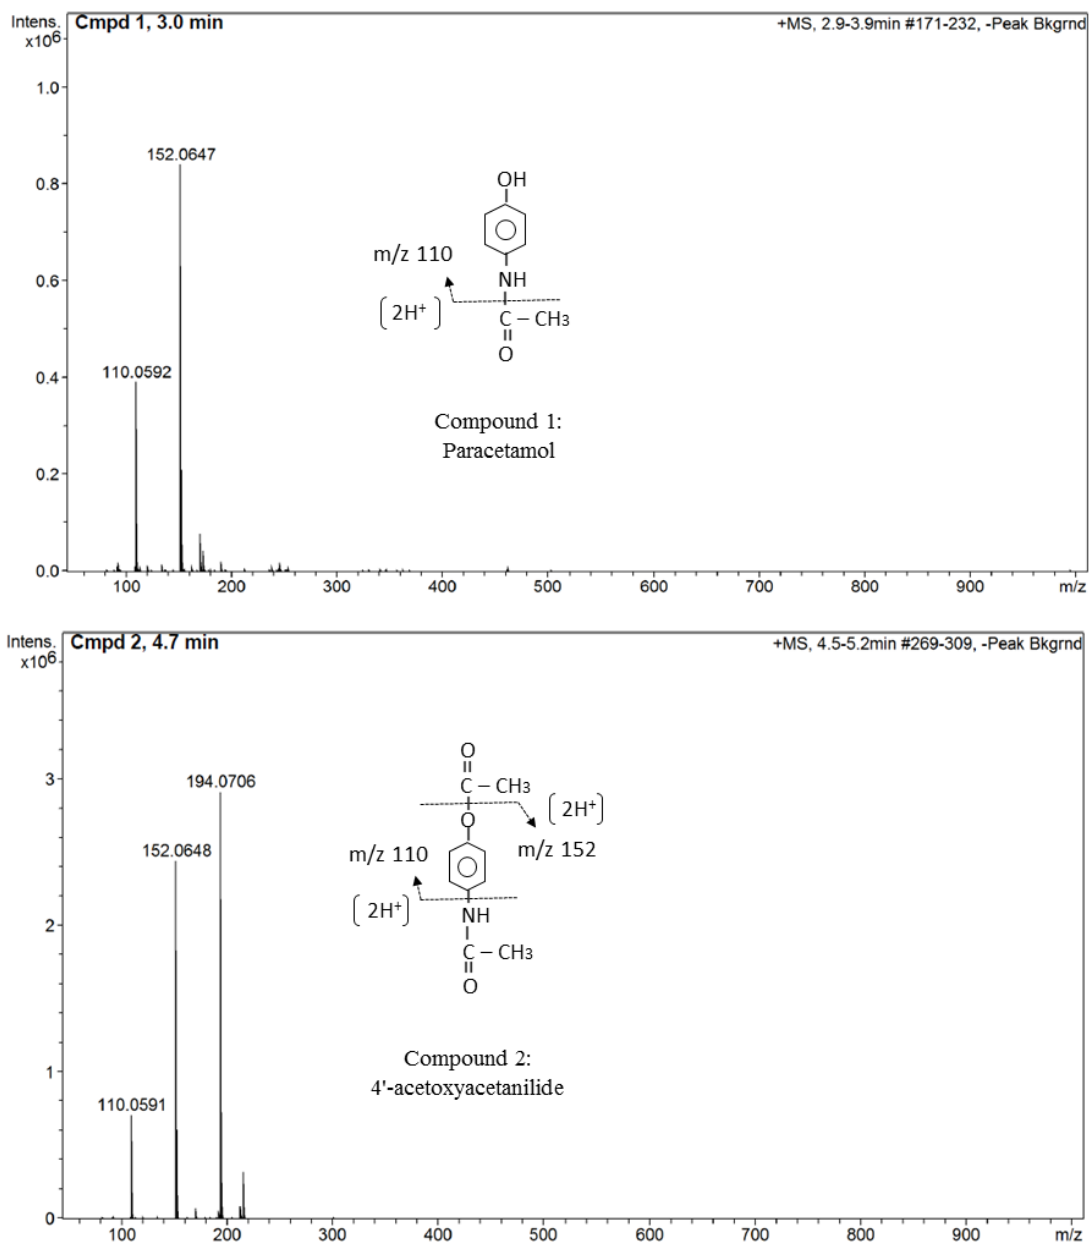 Intens.
x10⁶
Cmpd 1, 3.0 min
+MS, 2.9-3.9min #171-232, -Peak Bkgrnd
1.0
0.8
0.6
0.4
0.2
0.0
152.0647
110.0592
OH
m/z 110
NH
2H⁺
C – CH3
O
Compound 1:
Paracetamol
100 200 300 400 500 600 700 800 900 m/z
Intens.
x10⁶
Cmpd 2, 4.7 min
+MS, 4.5-5.2min #269-309, -Peak Bkgrnd
3
2
1
0
194.0706
152.0648
110.0591
O
C – CH3
2H⁺
O
m/z 110
m/z 152
2H⁺
NH
C – CH3
O
Compound 2:
4'-acetoxyacetanilide
100 200 300 400 500 600 700 800 900 m/z